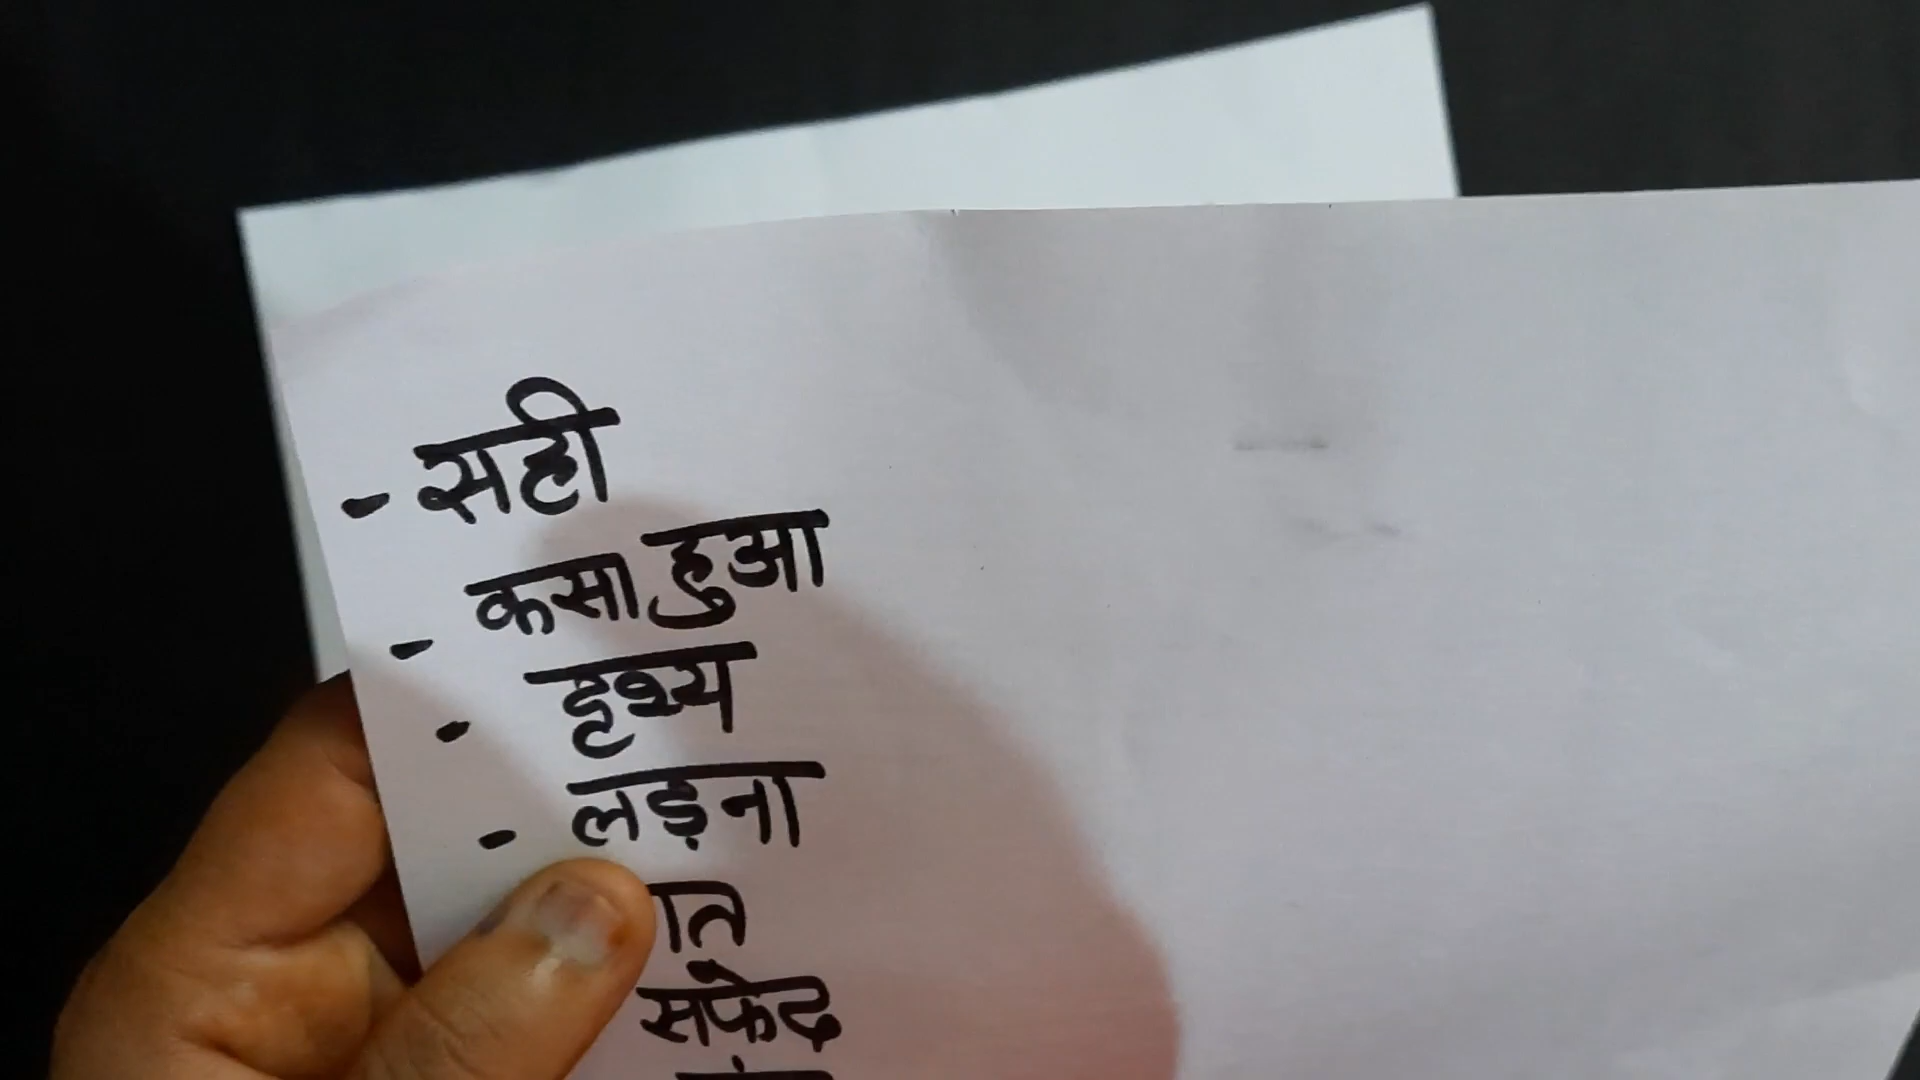 - सही
- कसा हुआ
- दृश्य
- लड़ना
सफेद